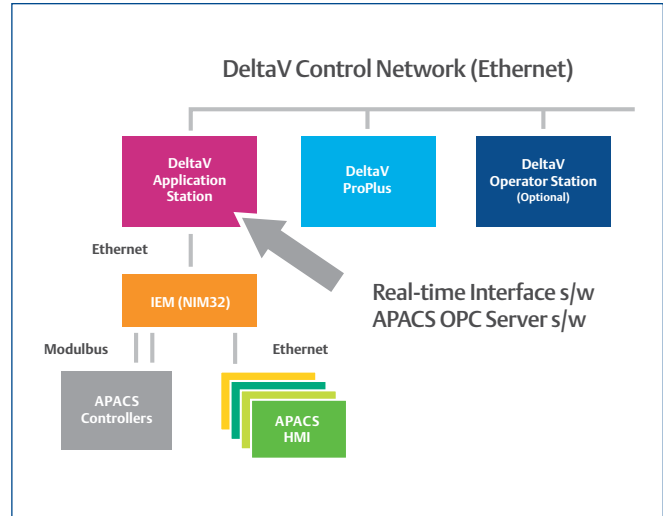 DeltaV Control Network (Ethernet)
DeltaV
Application
Station
DeltaV
ProPlus
DeltaV
Operator Station
(Optional)
Ethernet
IEM (NIM32)
Real-time Interface s/w
APACS OPC Server s/w
Modulbus
Ethernet
APACS
Controllers
APACS
HMI